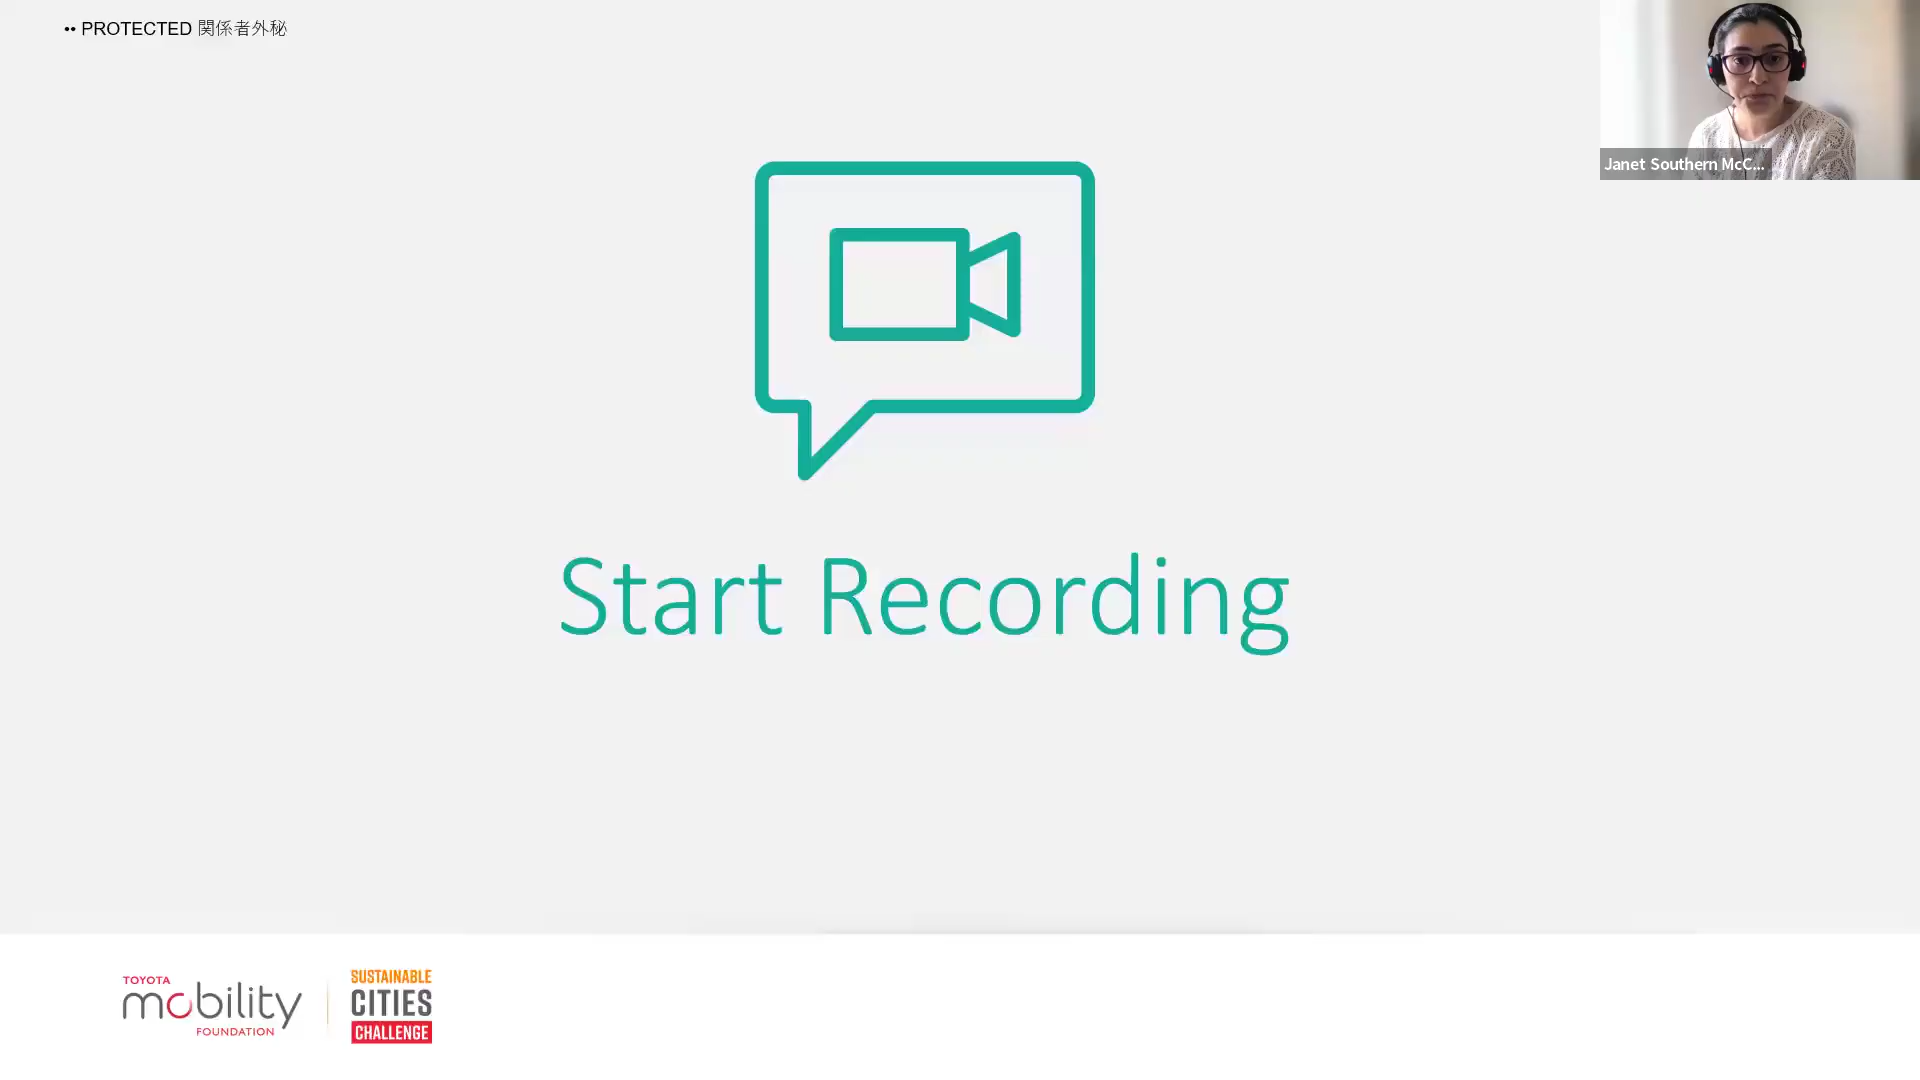 •• PROTECTED 関係者外秘
Janet Southern McC...
Start Recording
TOYOTA
mobility
FOUNDATION
SUSTAINABLE
CITIES
CHALLENGE